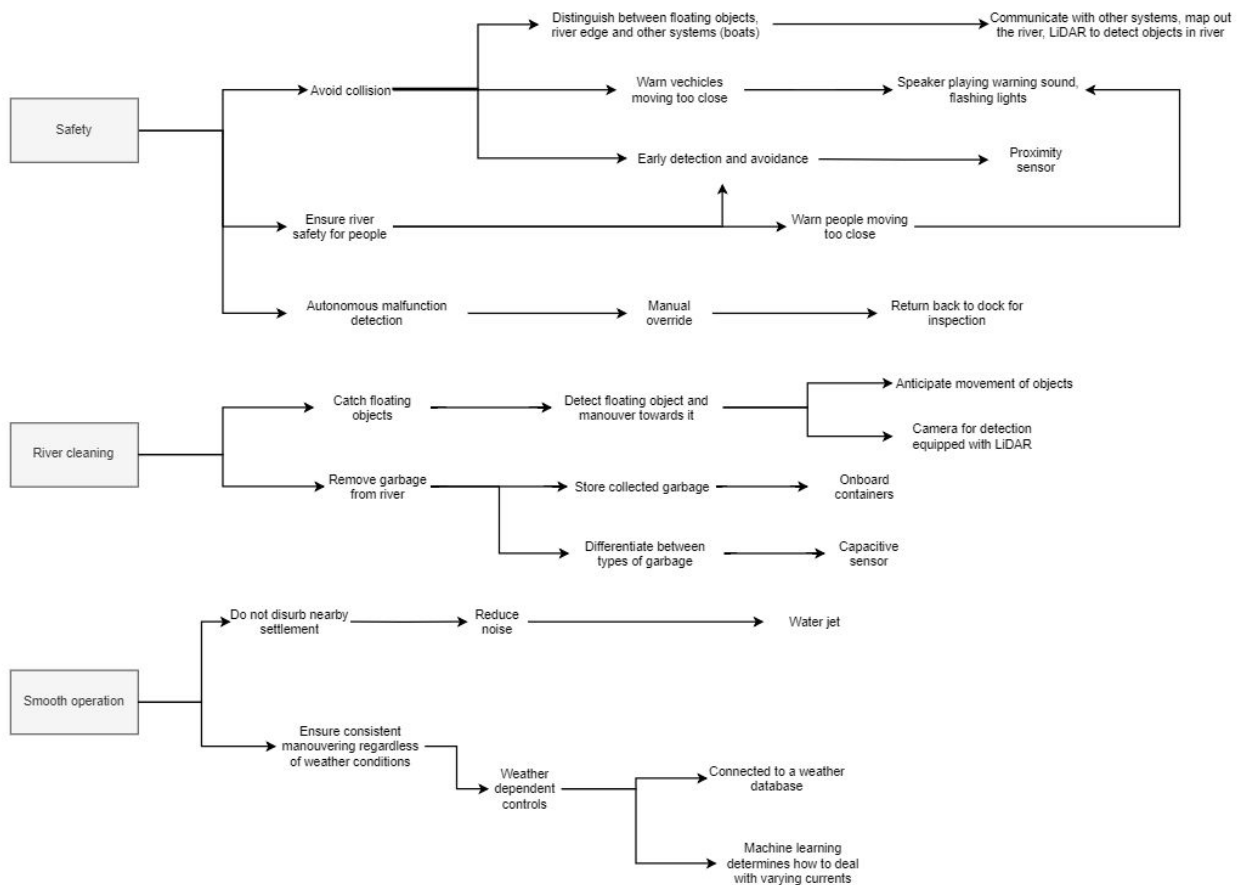 Distinguish between floating objects,
river edge and other systems (boats)
Communicate with other systems, map out
the river, LiDAR to detect objects in river
Avoid collision
Warn vechicles
moving too close
Speaker playing warning sound,
flashing lights
Safety
Early detection and avoidance
Proximity
sensor
Ensure river
safety for people
Warn people moving
too close
Autonomous malfunction
detection
Manual
override
Return back to dock for
inspection
Catch floating
objects
Detect floating object and
manouver towards it
Anticipate movement of objects
Camera for detection
equipped with LiDAR
River cleaning
Remove garbage
from river
Store collected garbage
Onboard
containers
Differentiate between
types of garbage
Capacitive
sensor
Do not disurb nearby
settlement
Reduce
noise
Water jet
Smooth operation
Ensure consistent
manouvering regardless
of weather conditions
Weather
dependent
controls
Connected to a weather
database
Machine learning
determines how to deal
with varying currents